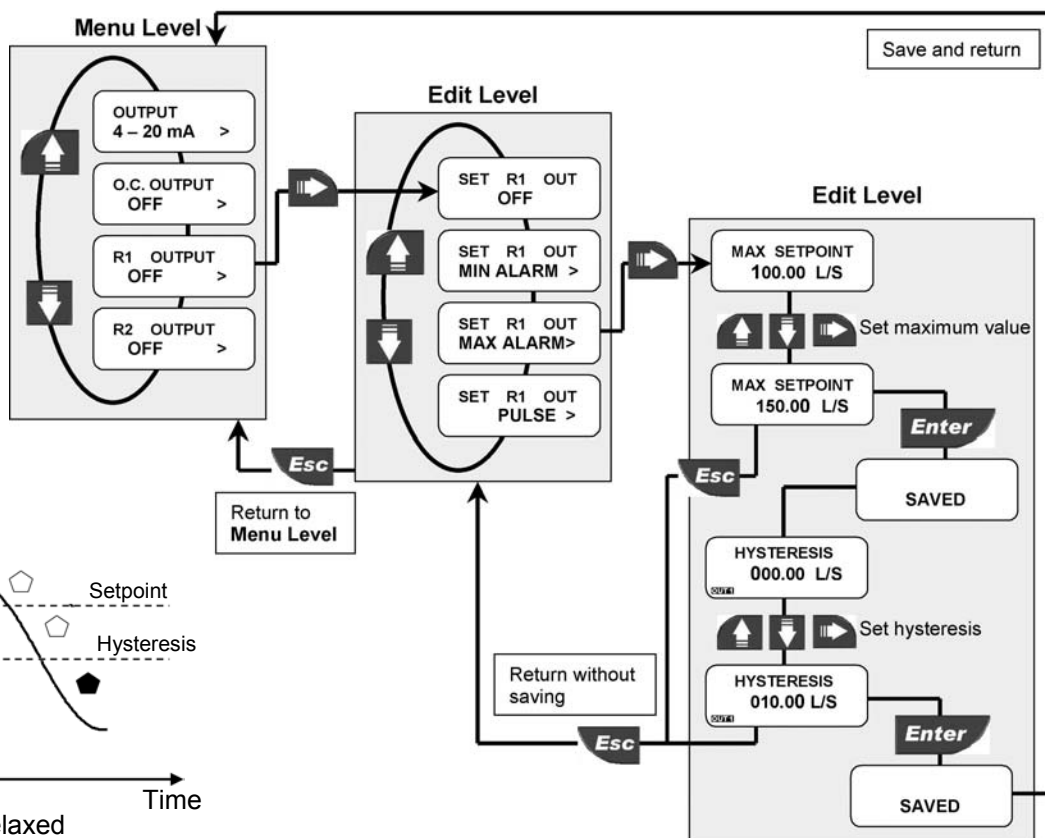 Menu Level
OUTPUT
4 – 20 mA >
O.C. OUTPUT
OFF >
R1 OUTPUT
OFF >
R2 OUTPUT
OFF >
Esc
Return to
Menu Level
Edit Level
SET R1 OUT
OFF
SET R1 OUT
MIN ALARM >
SET R1 OUT
MAX ALARM>
SET R1 OUT
PULSE >
Save and return
Edit Level
MAX SETPOINT
100.00 L/S
Set maximum value
MAX SETPOINT
150.00 L/S
Enter
Esc
SAVED
HYSTERESIS
000.00 L/S
OUT1
Set hysteresis
HYSTERESIS
010.00 L/S
OUT1
Return without
saving
Esc
Enter
SAVED
Setpoint
Hysteresis
Time
elaxed